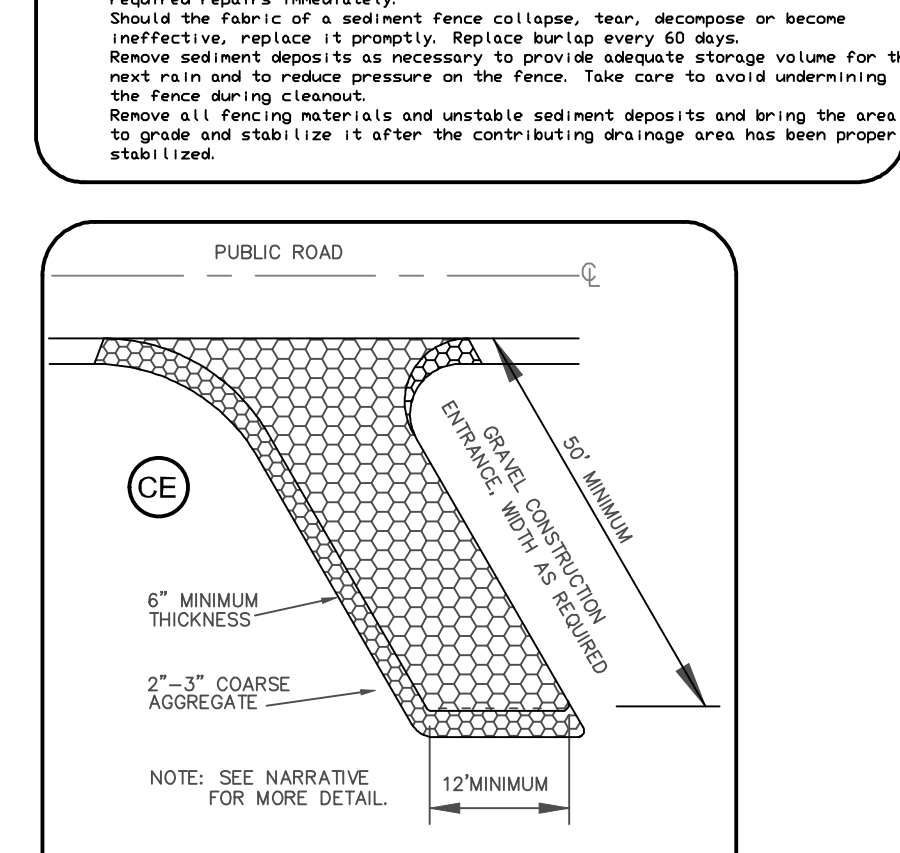 required repairs immediately.
Should the fabric of a sediment fence collapse, tear, decompose or become
ineffective, replace it promptly. Replace burlap every 60 days.
Remove sediment deposits as necessary to provide adequate storage volume for th
next rain and to reduce pressure on the fence. Take care to avoid undermining
the fence during cleanout.
Remove all fencing materials and unstable sediment deposits and bring the area
to grade and stabilize it after the contributing drainage area has been proper
stabilized.
PUBLIC ROAD
℄
50' MINIMUM
GRAVEL CONSTRUCTION
ENTRANCE, WIDTH AS REQUIRED
CE
6" MINIMUM
THICKNESS
2"-3" COARSE
AGGREGATE
NOTE: SEE NARRATIVE
FOR MORE DETAIL.
12'MINIMUM